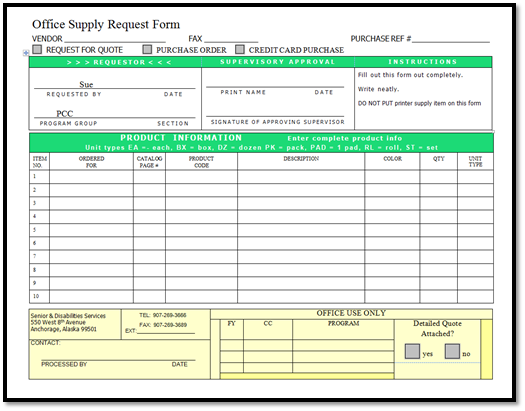 Office Supply Request Form
VENDOR FAX PURCHASE REF #
REQUEST FOR QUOTE PURCHASE ORDER CREDIT CARD PURCHASE
> > > REQUESTOR < < < SUPERVISORY APPROVAL INSTRUCTIONS
Sue
REQUESTED BY DATE
PCC
PROGRAM GROUP SECTION
PRINT NAME DATE
SIGNATURE OF APPROVING SUPERVISOR
Fill out this form out completely.
Write neatly.
DO NOT PUT printer supply item on this form
PRODUCT INFORMATION Enter complete product info
Unit types EA = each, BX = box, DZ = dozen PK = pack, PAD = 1 pad, RL = roll, ST = set
ITEM NO. ORDERED FOR CATALOG PAGE # PRODUCT CODE DESCRIPTION COLOR QTY UNIT TYPE
1
2
3
4
5
6
7
8
9
10
Senior & Disabilities Services
550 West 8th Avenue
Anchorage, Alaska 99501
TEL: 907-269-3666
FAX: 907-269-3689
EXT:
CONTACT:
PROCESSED BY DATE
OFFICE USE ONLY
FY CC PROGRAM
Detailed Quote
Attached?
yes no